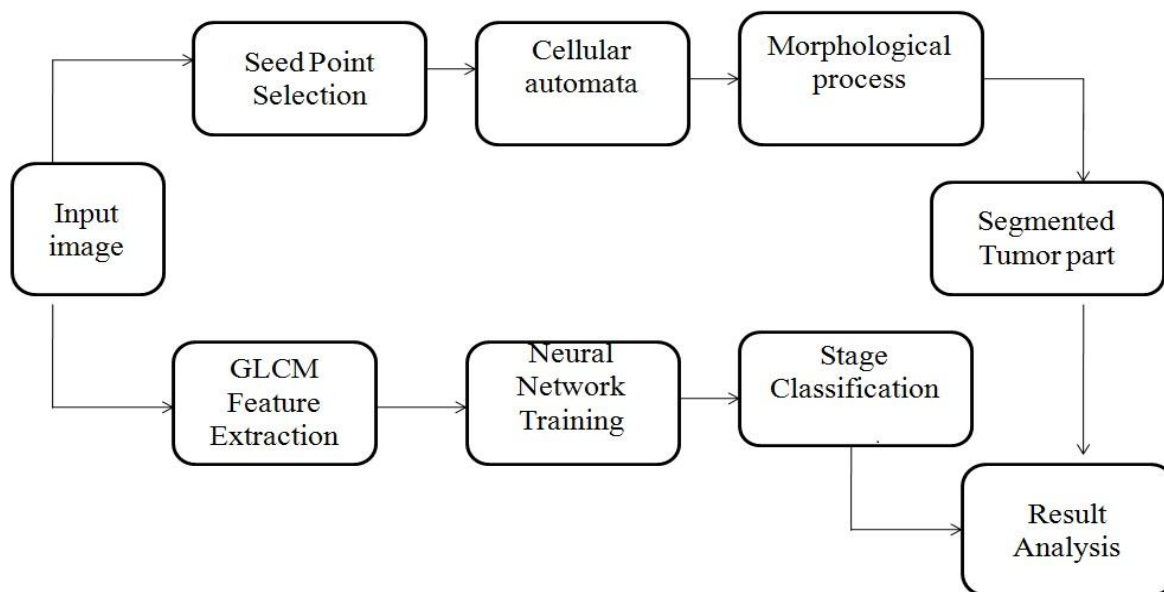 Seed Point
Selection
Cellular
automata
Morphological
process
Input
image
Segmented
Tumor part
GLCM
Feature
Extraction
Neural
Network
Training
Stage
Classification
Result
Analysis